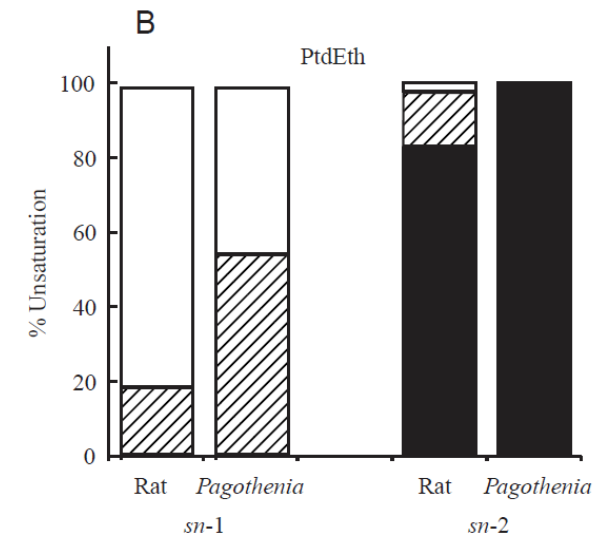 B
PtdEth
% Unsaturation
100
80
60
40
20
0
Rat Pagothenia Rat Pagothenia
sn-1 sn-2